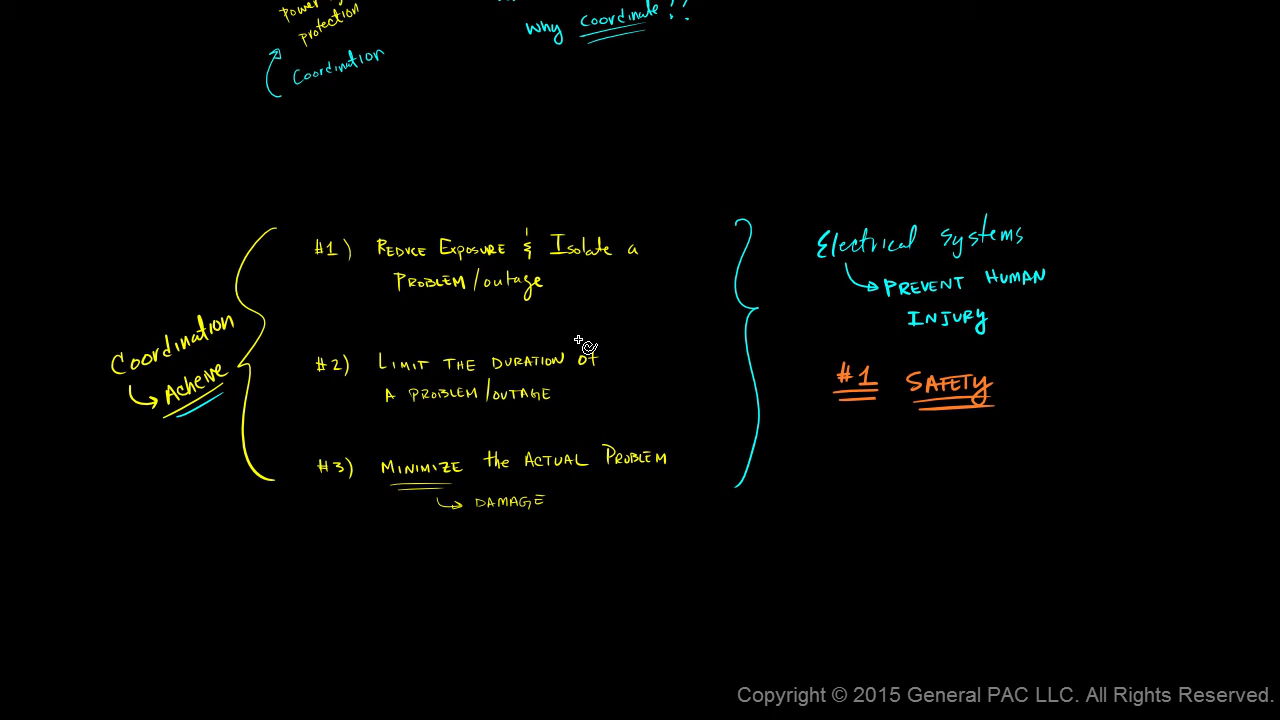 power
protection
Coordination
Why Coordinate !!
#1) REDUCE EXPOSURE & Isolate a
PROBLEM/outage
#2) LIMIT THE DURATION of
A PROBLEM/OUTAGE
#3) MINIMIZE the ACTUAL PROBLEM
DAMAGE
Coordination
Acheive
Electrical systems
PREVENT HUMAN
INJURY
#1 SAFETY
Copyright © 2015 General PAC LLC. All Rights Reserved.